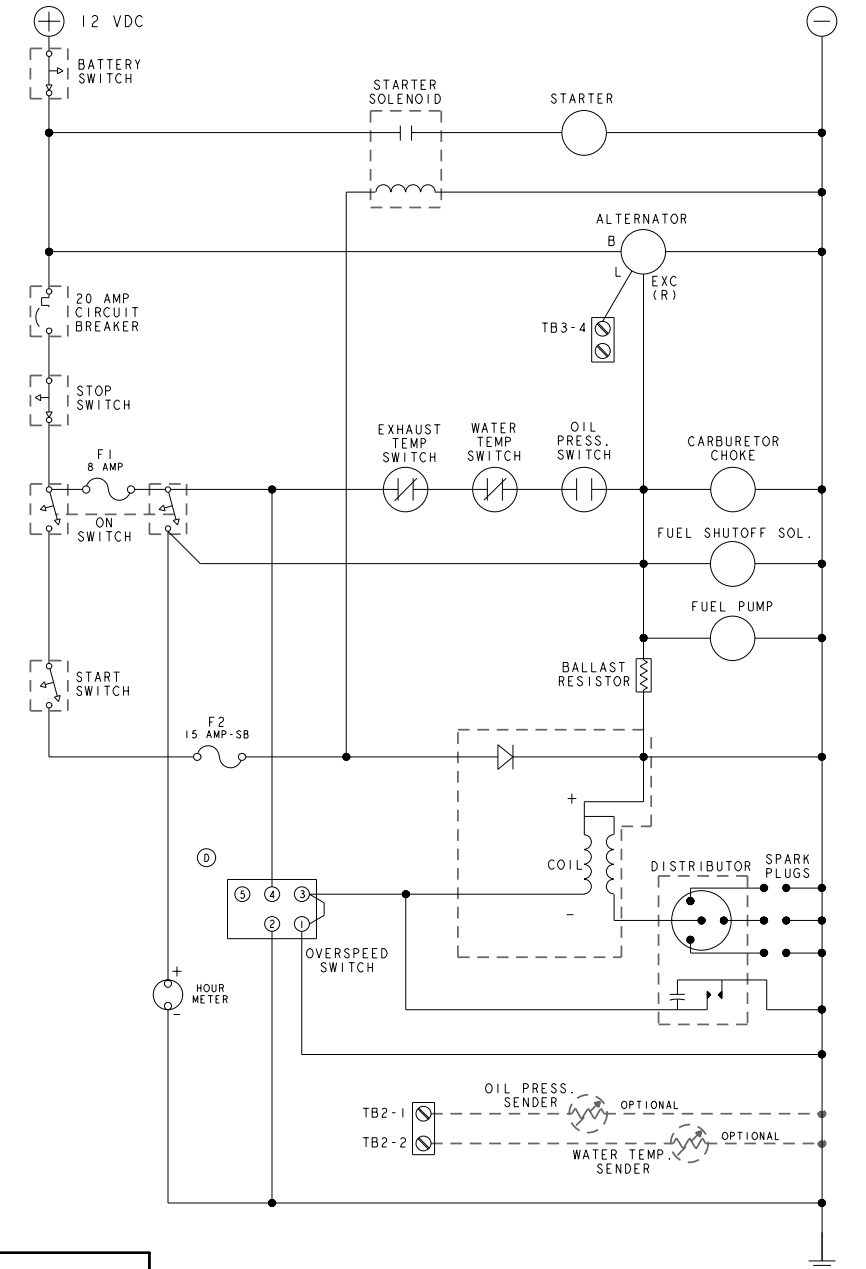 12 VDC
BATTERY
SWITCH
STARTER
SOLENOID
STARTER
ALTERNATOR
B
L
EXC
(R)
20 AMP
CIRCUIT
BREAKER
TB3-4
STOP
SWITCH
EXHAUST
TEMP
SWITCH
WATER
TEMP
SWITCH
OIL
PRESS.
SWITCH
CARBURETOR
CHOKE
F1
8 AMP
ON
SWITCH
FUEL SHUTOFF SOL.
FUEL PUMP
BALLAST
RESISTOR
START
SWITCH
F2
15 AMP-SB
+
COIL
-
D
DISTRIBUTOR
SPARK
PLUGS
5 4 3
2 1
OVERSPEED
SWITCH
+
HOUR
METER
-
OIL PRESS.
SENDER
OPTIONAL
TB2-1
TB2-2
OPTIONAL
WATER TEMP.
SENDER